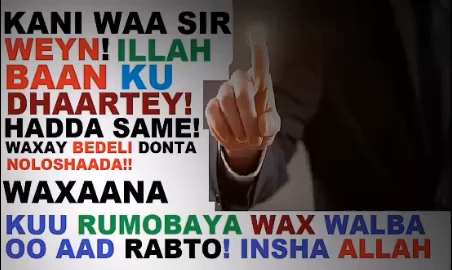 KANI WAA SIR
WEYN! ILLAH
BAAN KU
DHAARTEY!
HADDA SAME!
WAXAY BEDELI DONTA
NOLOSHAADA!!
WAXAANA
KUU RUMOBAYA WAX WALBA
OO AAD RABTO! INSHA ALLAH